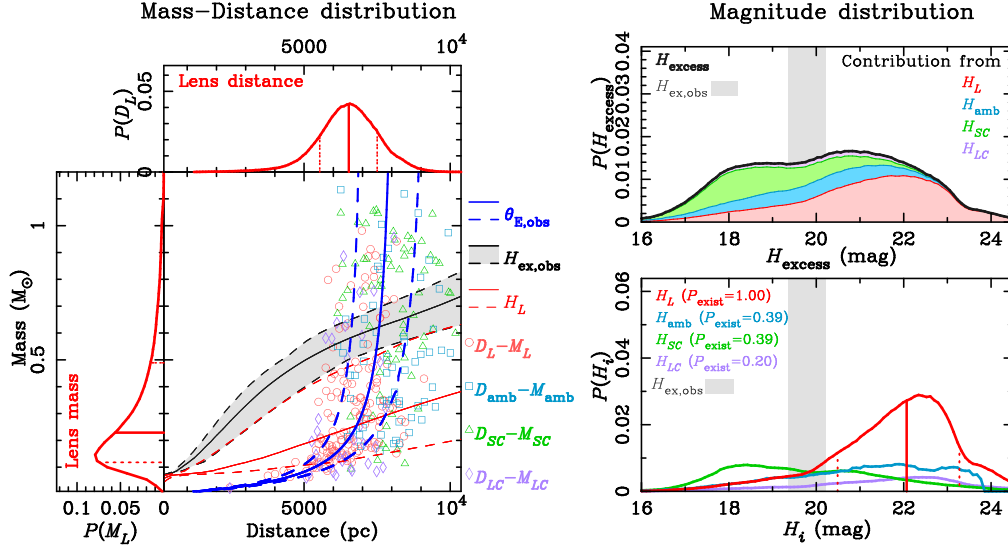 Mass−Distance distribution
5000 10⁴
Lens distance
P(D_L)
0 0.05
Mass (M_⊙)
0.5 1
Lens mass
0.1 0.05 0
P(M_L)
0 5000 10⁴
Distance (pc)
θ_E,obs
H_ex,obs
H_L
D_L−M_L
D_amb−M_amb
D_SC−M_SC
D_LC−M_LC
Magnitude distribution
P(H_excess)
0 0.01 0.02 0.03 0.04
H_excess
H_ex,obs
Contribution from
H_L
H_amb
H_SC
H_LC
16 18 20 22 24
H_excess (mag)
P(H_i)
0 0.02 0.04 0.06
H_L (P_exist=1.00)
H_amb (P_exist=0.39)
H_SC (P_exist=0.39)
H_LC (P_exist=0.20)
H_ex,obs
16 18 20 22 24
H_i (mag)